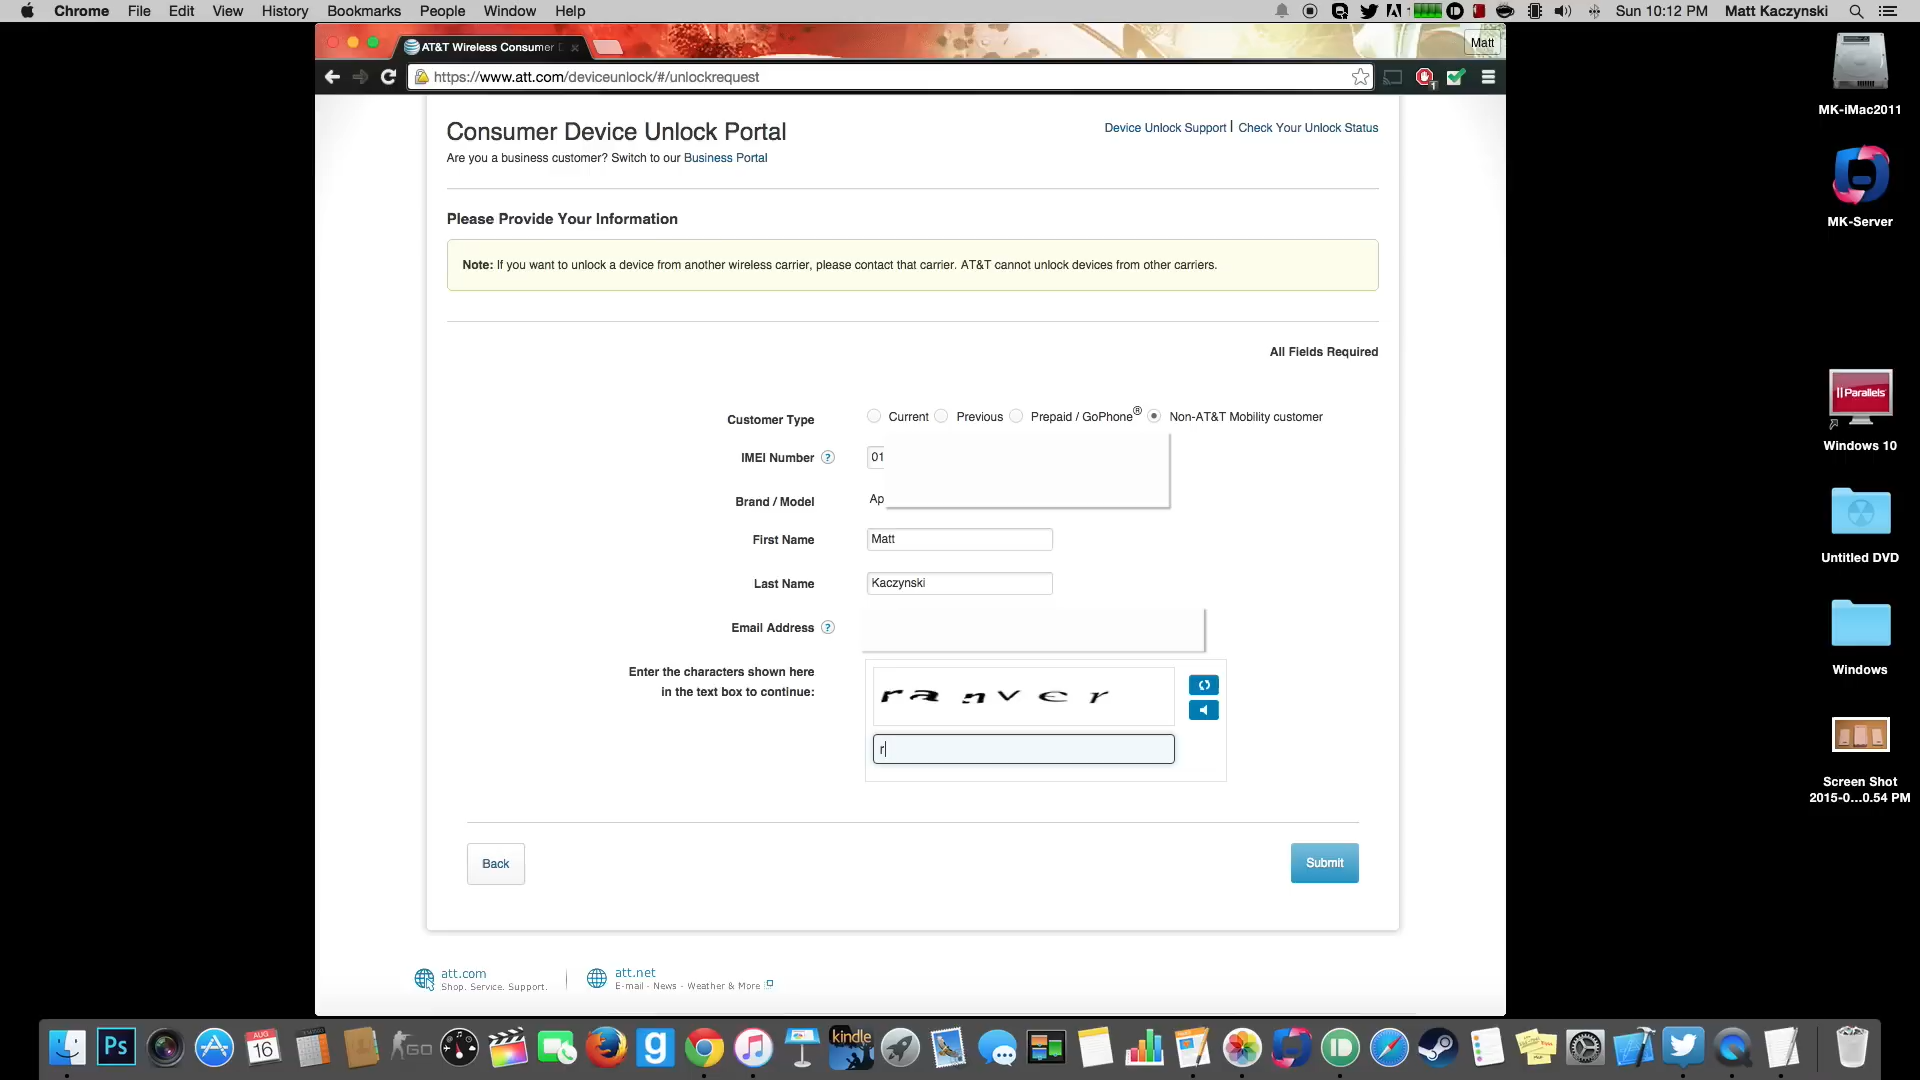 Chrome File Edit View History Bookmarks People Window Help
Sun 10:12 PM Matt Kaczynski
AT&T Wireless Consumer
Matt
https://www.att.com/deviceunlock/#/unlockrequest
Consumer Device Unlock Portal
Device Unlock Support | Check Your Unlock Status
Are you a business customer? Switch to our Business Portal
Please Provide Your Information
Note: If you want to unlock a device from another wireless carrier, please contact that carrier. AT&T cannot unlock devices from other carriers.
All Fields Required
Customer Type Current Previous Prepaid / GoPhone® Non-AT&T Mobility customer
IMEI Number ? 01
Brand / Model Ap
First Name Matt
Last Name Kaczynski
Email Address ?
Enter the characters shown here
in the text box to continue:
ranver
r
Back
Submit
att.com
Shop. Service. Support.
att.net
E-mail - News - Weather & More
MK-iMac2011
MK-Server
Parallels
Windows 10
Untitled DVD
Windows
Screen Shot
2015-0...0.54 PM
Ps
AUG
16
GO
g
kindle